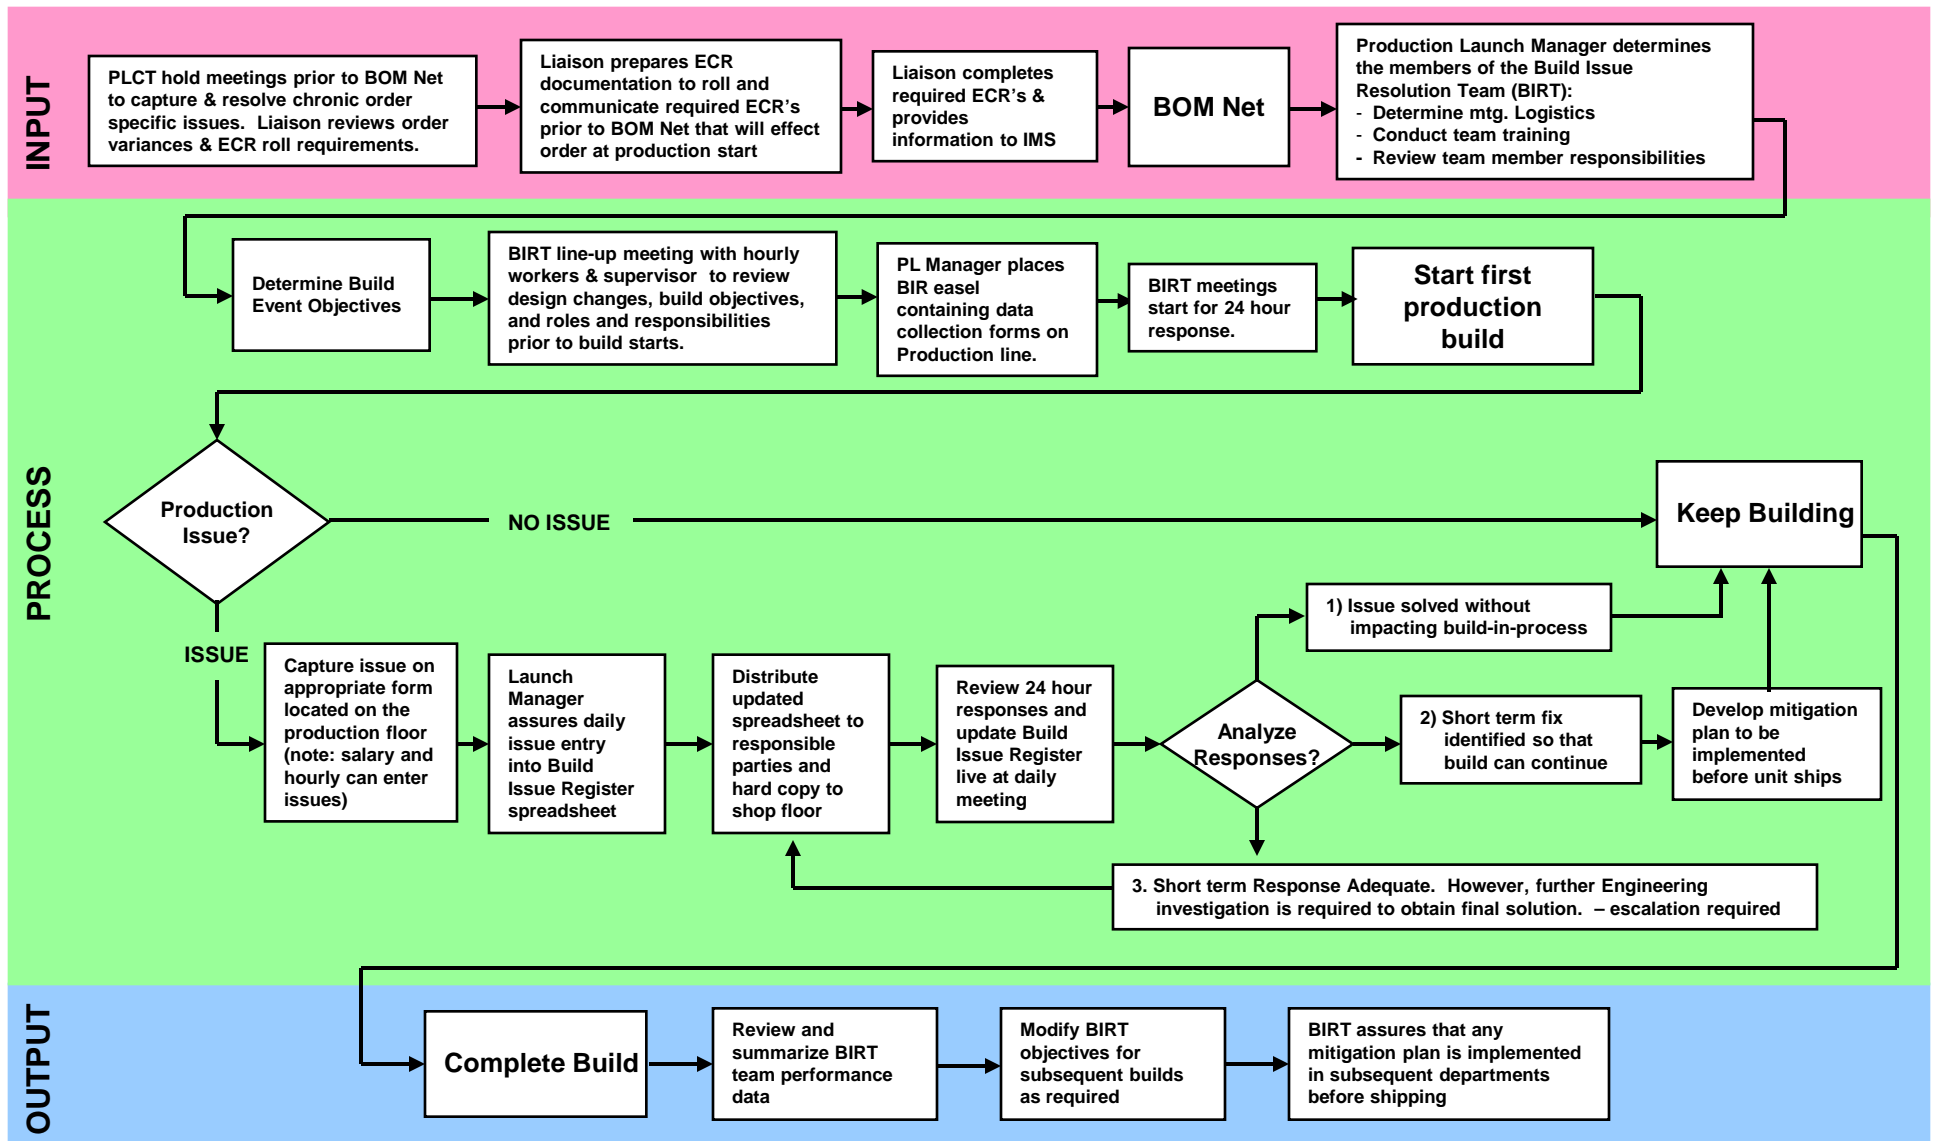 INPUT
PLCT hold meetings prior to BOM Net
to capture & resolve chronic order
specific issues. Liaison reviews order
variances & ECR roll requirements.
Liaison prepares ECR
documentation to roll and
communicate required ECR's
prior to BOM Net that will effect
order at production start
Liaison completes
required ECR's &
provides
information to IMS
BOM Net
Production Launch Manager determines
the members of the Build Issue
Resolution Team (BIRT):
- Determine mtg. Logistics
- Conduct team training
- Review team member responsibilities
PROCESS
Determine Build
Event Objectives
BIRT line-up meeting with hourly
workers & supervisor to review
design changes, build objectives,
and roles and responsibilities
prior to build starts.
PL Manager places
BIR easel
containing data
collection forms on
Production line.
BIRT meetings
start for 24 hour
response.
Start first
production
build
Production
Issue?
NO ISSUE
Keep Building
ISSUE
Capture issue on
appropriate form
located on the
production floor
(note: salary and
hourly can enter
issues)
Launch
Manager
assures daily
issue entry
into Build
Issue Register
spreadsheet
Distribute
updated
spreadsheet to
responsible
parties and
hard copy to
shop floor
Review 24 hour
responses and
update Build
Issue Register
live at daily
meeting
Analyze
Responses?
1) Issue solved without
impacting build-in-process
2) Short term fix
identified so that
build can continue
Develop mitigation
plan to be
implemented
before unit ships
3. Short term Response Adequate. However, further Engineering
investigation is required to obtain final solution. – escalation required
OUTPUT
Complete Build
Review and
summarize BIRT
team performance
data
Modify BIRT
objectives for
subsequent builds
as required
BIRT assures that any
mitigation plan is implemented
in subsequent departments
before shipping